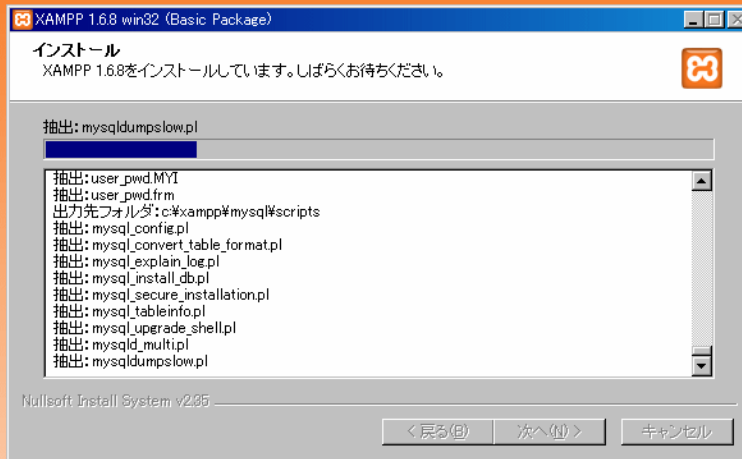 XAMPP 1.6.8 win32 (Basic Package)
インストール
XAMPP 1.6.8をインストールしています。しばらくお待ちください。
抽出: mysqldumpslow.pl
抽出: user_pwd.MYI
抽出: user_pwd.frm
出力先フォルダ: c:¥xampp¥mysql¥scripts
抽出: mysql_config.pl
抽出: mysql_convert_table_format.pl
抽出: mysql_explain_log.pl
抽出: mysql_install_db.pl
抽出: mysql_secure_installation.pl
抽出: mysql_tableinfo.pl
抽出: mysql_upgrade_shell.pl
抽出: mysqld_multi.pl
抽出: mysqldumpslow.pl
Nullsoft Install System v2.35
< 戻る(B) 次へ(N) > キャンセル